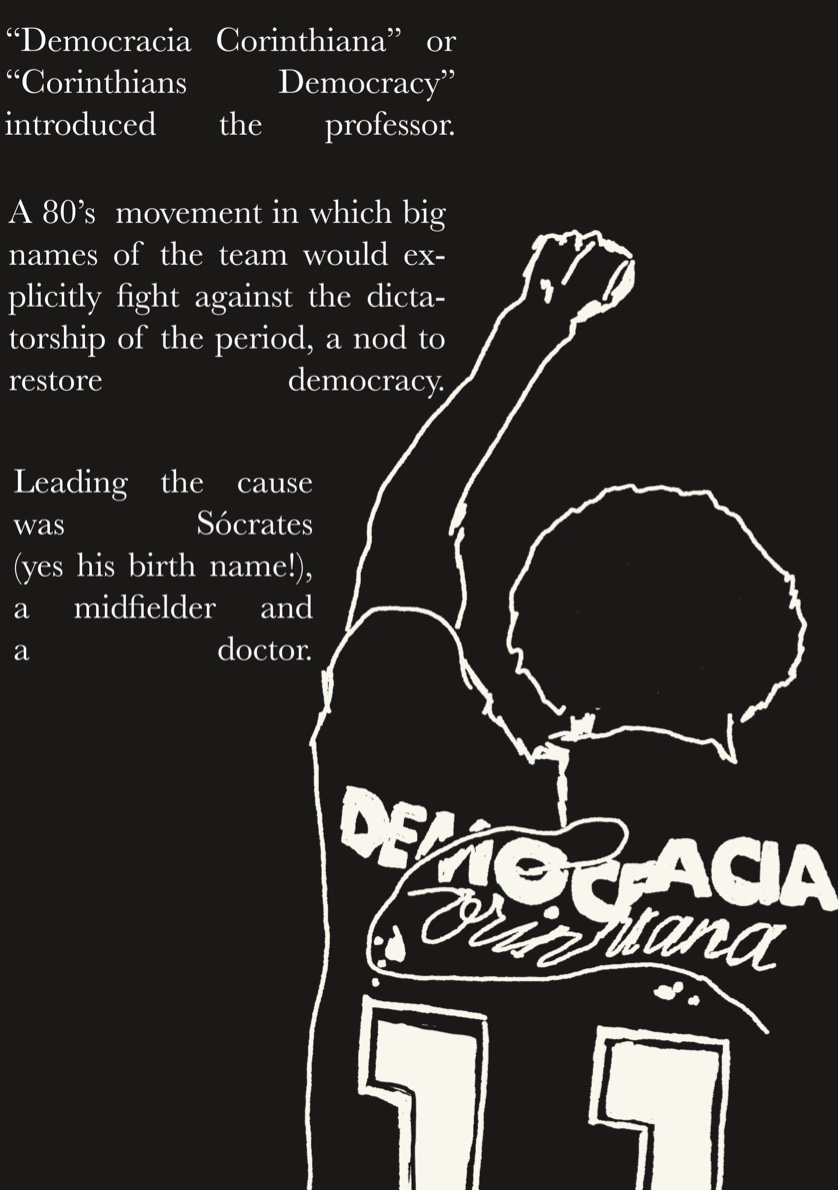 “Democracia Corinthiana” or
“Corinthians Democracy”
introduced the professor.
A 80’s movement in which big
names of the team would ex-
plicitly fight against the dicta-
torship of the period, a nod to
restore democracy.
Leading the cause
was Sócrates
(yes his birth name!),
a midfielder and
a doctor.
DEMOCRACIA
Corinthiana
11